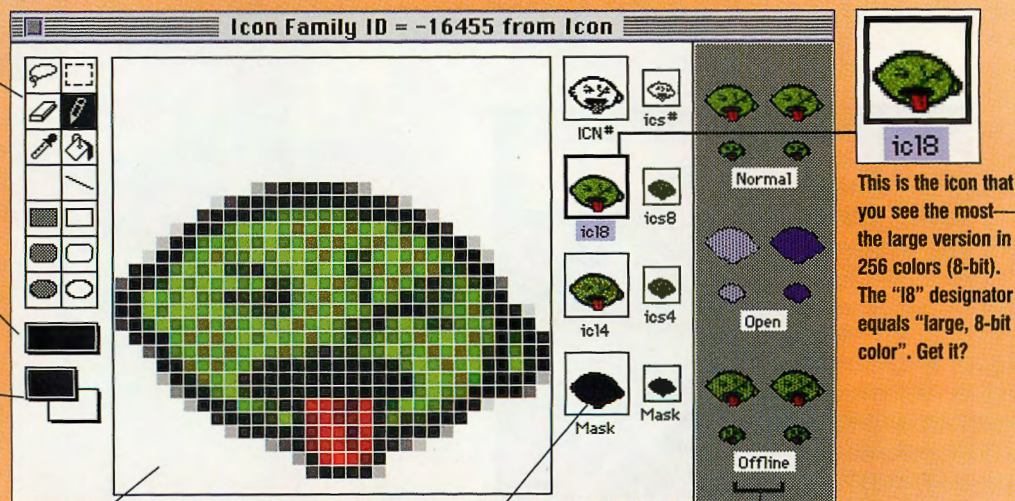 Icon Family ID = -16455 from Icon
ICN#
ics#
icl8
ics8
icl4
ics4
Mask
Mask
Normal
Open
Offline
icl8
This is the icon that
you see the most—
the large version in
256 colors (8-bit).
The “l8” designator
equals “large, 8-bit
color”. Get it?